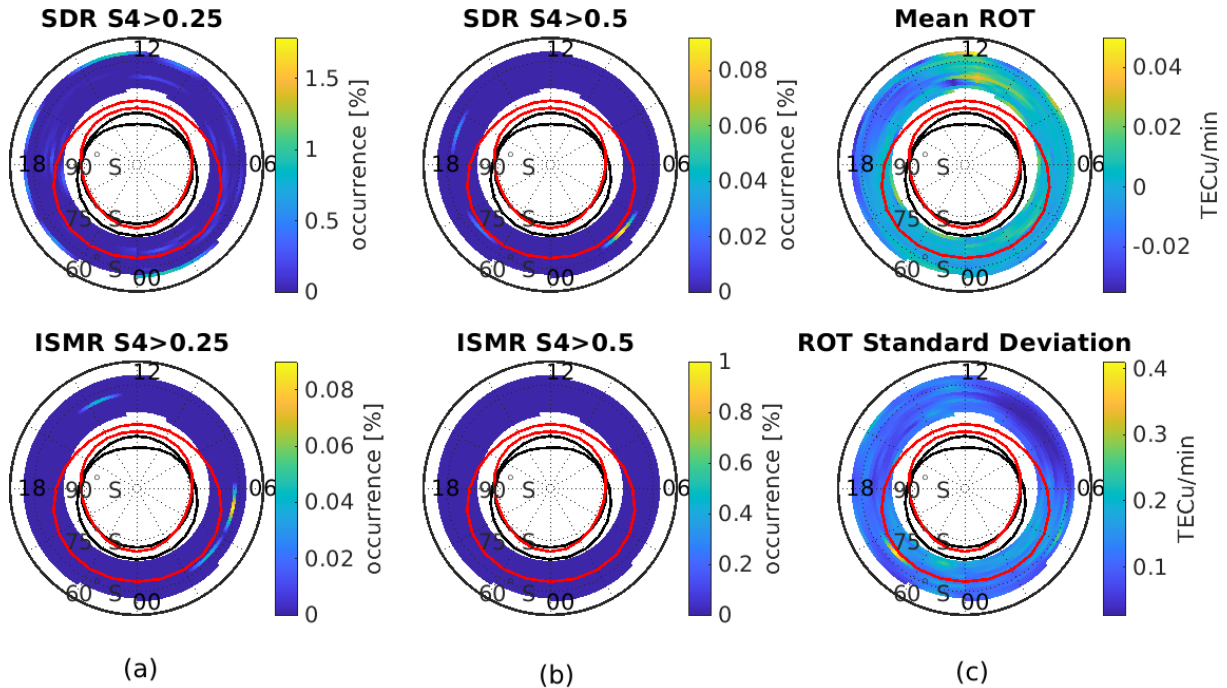 SDR S4>0.25
12
18
06
00
90° S
75° S
60° S
1.5
1
0.5
0
occurrence [%]
SDR S4>0.5
12
18
06
00
90° S
75° S
60° S
0.08
0.06
0.04
0.02
0
occurrence [%]
Mean ROT
12
18
06
00
90° S
75° S
60° S
0.04
0.02
0
-0.02
TECu/min
ISMR S4>0.25
12
18
06
00
90° S
75° S
60° S
0.08
0.06
0.04
0.02
0
occurrence [%]
ISMR S4>0.5
12
18
06
00
90° S
75° S
60° S
1
0.8
0.6
0.4
0.2
0
occurrence [%]
ROT Standard Deviation
12
18
06
00
90° S
75° S
60° S
0.4
0.3
0.2
0.1
TECu/min
(a)
(b)
(c)